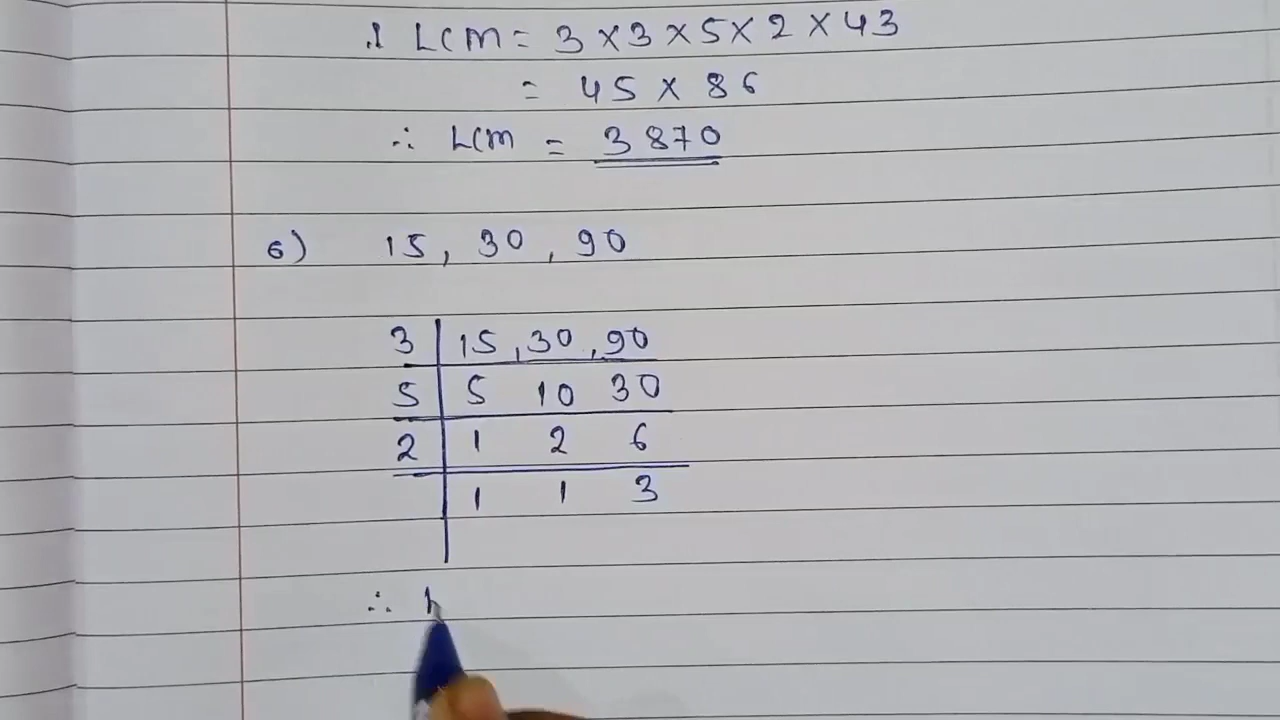 ∴ LCM = 3 × 3 × 5 × 2 × 43
= 45 × 86
∴ LCM = 3870
6) 15, 30, 90
3 | 15, 30, 90
5 | 5 10 30
2 | 1 2 6
| 1 1 3
∴